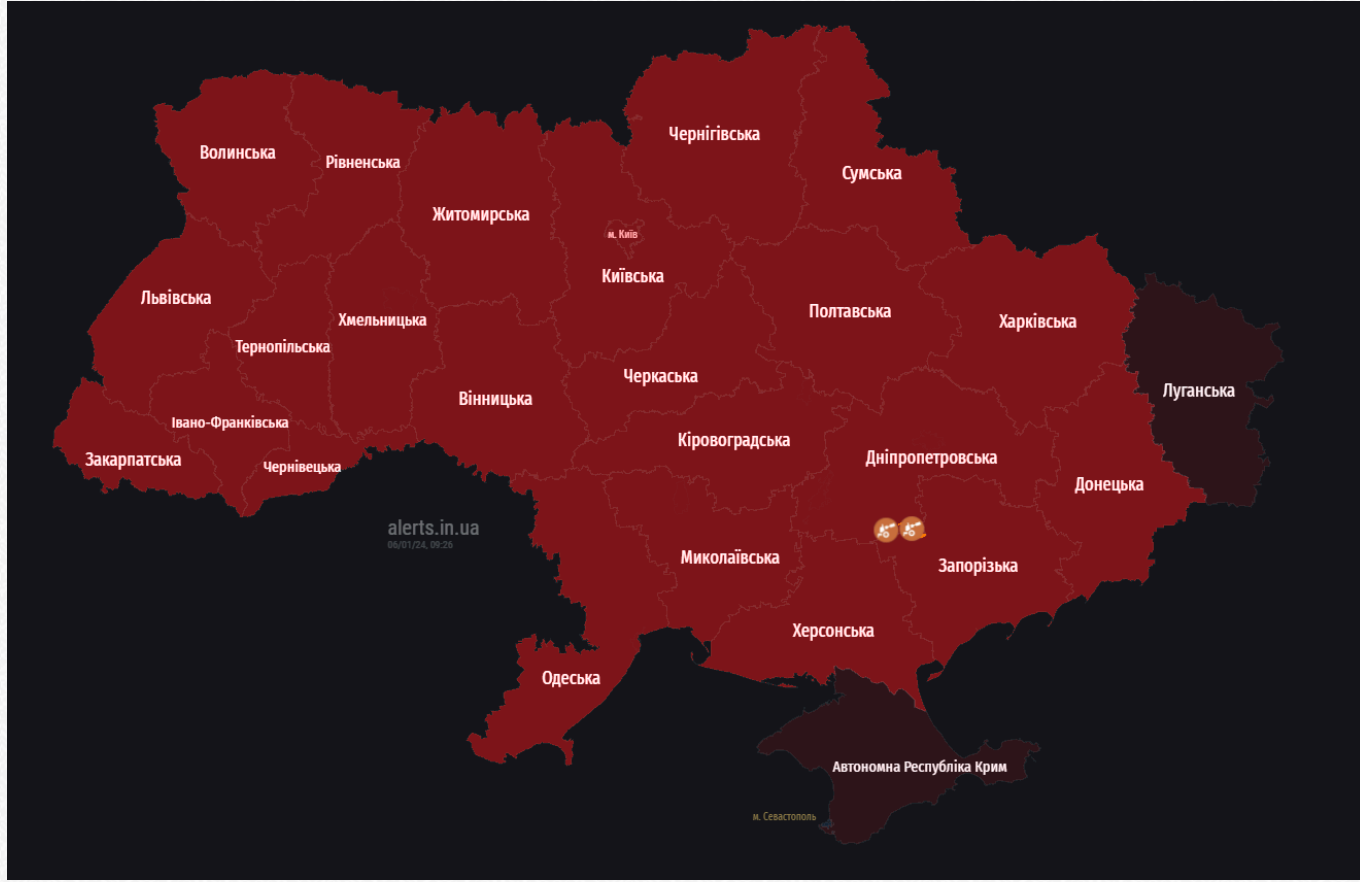 Чернігівська
Волинська
Рівненська
Сумська
Житомирська
м. Київ
Київська
Львівська
Полтавська
Хмельницька
Харківська
Тернопільська
Черкаська
Луганська
Вінницька
Івано-Франківська
Кіровоградська
Закарпатська
Чернівецька
Дніпропетровська
Донецька
alerts.in.ua
06/01/24, 09:26
Миколаївська
Запорізька
Херсонська
Одеська
Автономна Республіка Крим
м. Севастополь